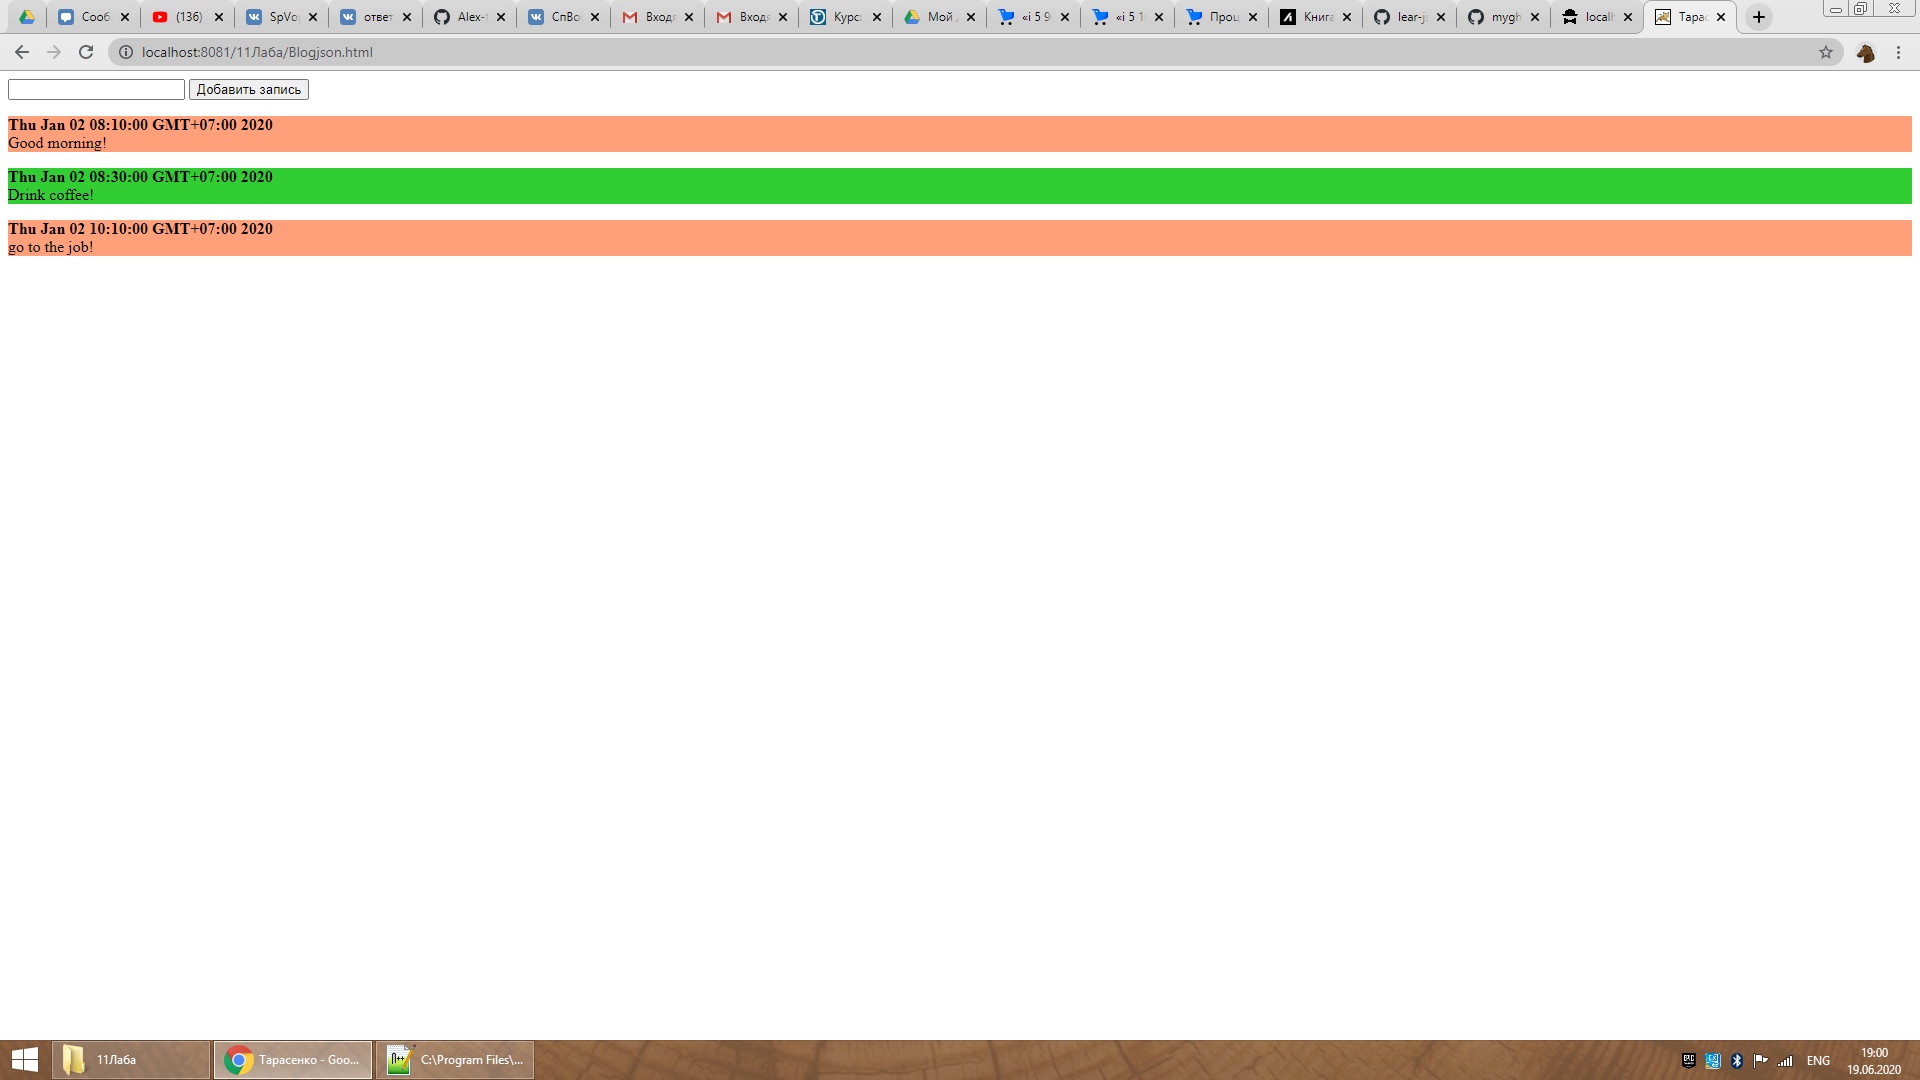 Сооб
(136)
SpVo
ответ
Alex-
СпВо
Входя
Входя
Курс:
Мой
«i 5 9
«i 5 1
Проц
Книга
lear-j
mygh
local
Тарас
localhost:8081/11Лаба/Blogjson.html
Добавить запись
Thu Jan 02 08:10:00 GMT+07:00 2020
Good morning!
Thu Jan 02 08:30:00 GMT+07:00 2020
Drink coffee!
Thu Jan 02 10:10:00 GMT+07:00 2020
go to the job!
11Лаба
Тарасенко - Goo...
C:\Program Files\...
ENG
19:00
19.06.2020